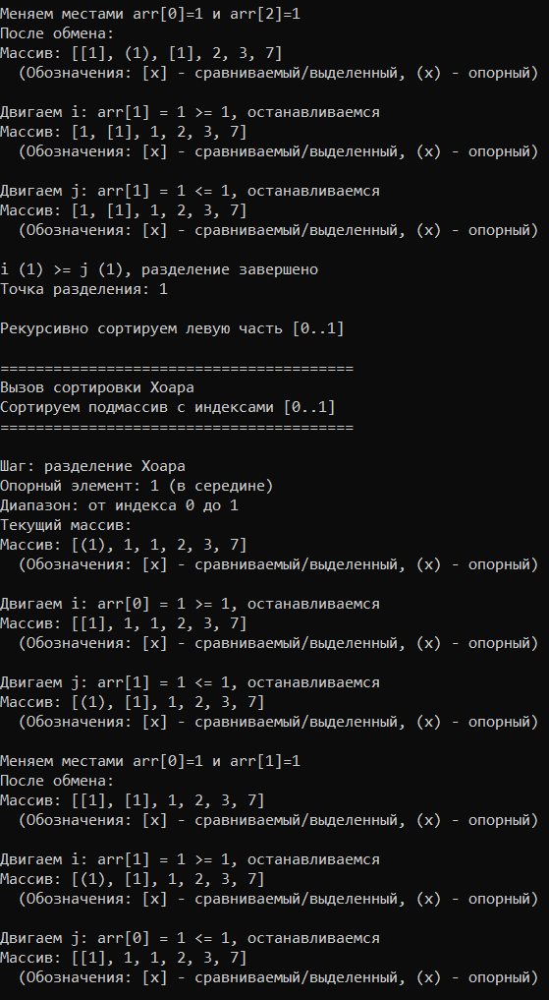 Меняем местами arr[0]=1 и arr[2]=1
После обмена:
Массив: [[1], (1), [1], 2, 3, 7]
(Обозначения: [x] - сравниваемый/выделенный, (x) - опорный)
Двигаем i: arr[1] = 1 >= 1, останавливаемся
Массив: [1, [1], 1, 2, 3, 7]
(Обозначения: [x] - сравниваемый/выделенный, (x) - опорный)
Двигаем j: arr[1] = 1 <= 1, останавливаемся
Массив: [1, [1], 1, 2, 3, 7]
(Обозначения: [x] - сравниваемый/выделенный, (x) - опорный)
i (1) >= j (1), разделение завершено
Точка разделения: 1
Рекурсивно сортируем левую часть [0..1]
========================================
Вызов сортировки Хоара
Сортируем подмассив с индексами [0..1]
========================================
Шаг: разделение Хоара
Опорный элемент: 1 (в середине)
Диапазон: от индекса 0 до 1
Текущий массив:
Массив: [(1), 1, 1, 2, 3, 7]
(Обозначения: [x] - сравниваемый/выделенный, (x) - опорный)
Двигаем i: arr[0] = 1 >= 1, останавливаемся
Массив: [[1], 1, 1, 2, 3, 7]
(Обозначения: [x] - сравниваемый/выделенный, (x) - опорный)
Двигаем j: arr[1] = 1 <= 1, останавливаемся
Массив: [(1), [1], 1, 2, 3, 7]
(Обозначения: [x] - сравниваемый/выделенный, (x) - опорный)
Меняем местами arr[0]=1 и arr[1]=1
После обмена:
Массив: [[1], [1], 1, 2, 3, 7]
(Обозначения: [x] - сравниваемый/выделенный, (x) - опорный)
Двигаем i: arr[1] = 1 >= 1, останавливаемся
Массив: [(1), [1], 1, 2, 3, 7]
(Обозначения: [x] - сравниваемый/выделенный, (x) - опорный)
Двигаем j: arr[0] = 1 <= 1, останавливаемся
Массив: [[1], 1, 1, 2, 3, 7]
(Обозначения: [x] - сравниваемый/выделенный, (x) - опорный)